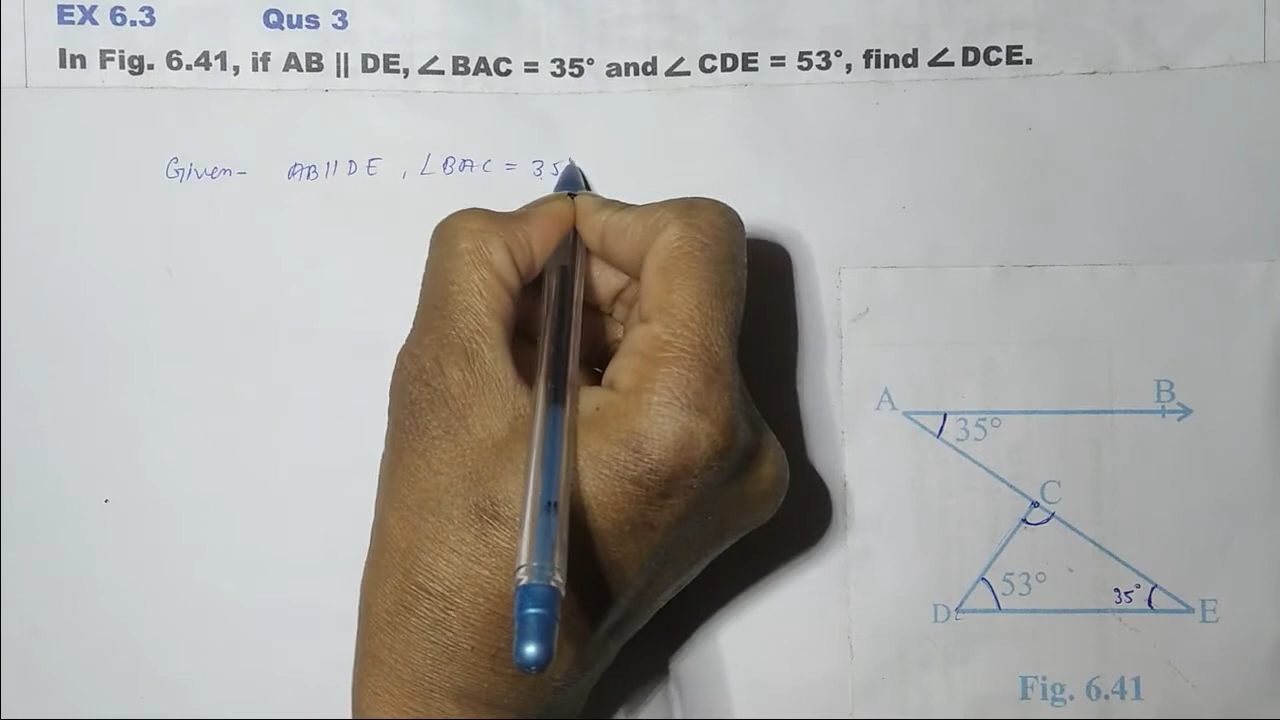 EX 6.3 Qus 3
In Fig. 6.41, if AB || DE, ∠BAC = 35° and ∠CDE = 53°, find ∠DCE.
Given- AB||DE, ∠BAC = 35
A B
35°
C
53° 35°
D E
Fig. 6.41